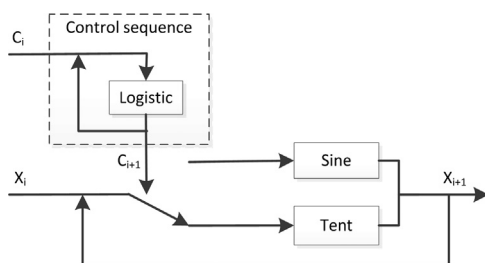 Control sequence
Cᵢ
Logistic
Cᵢ₊₁
Sine
Xᵢ
Xᵢ₊₁
Tent